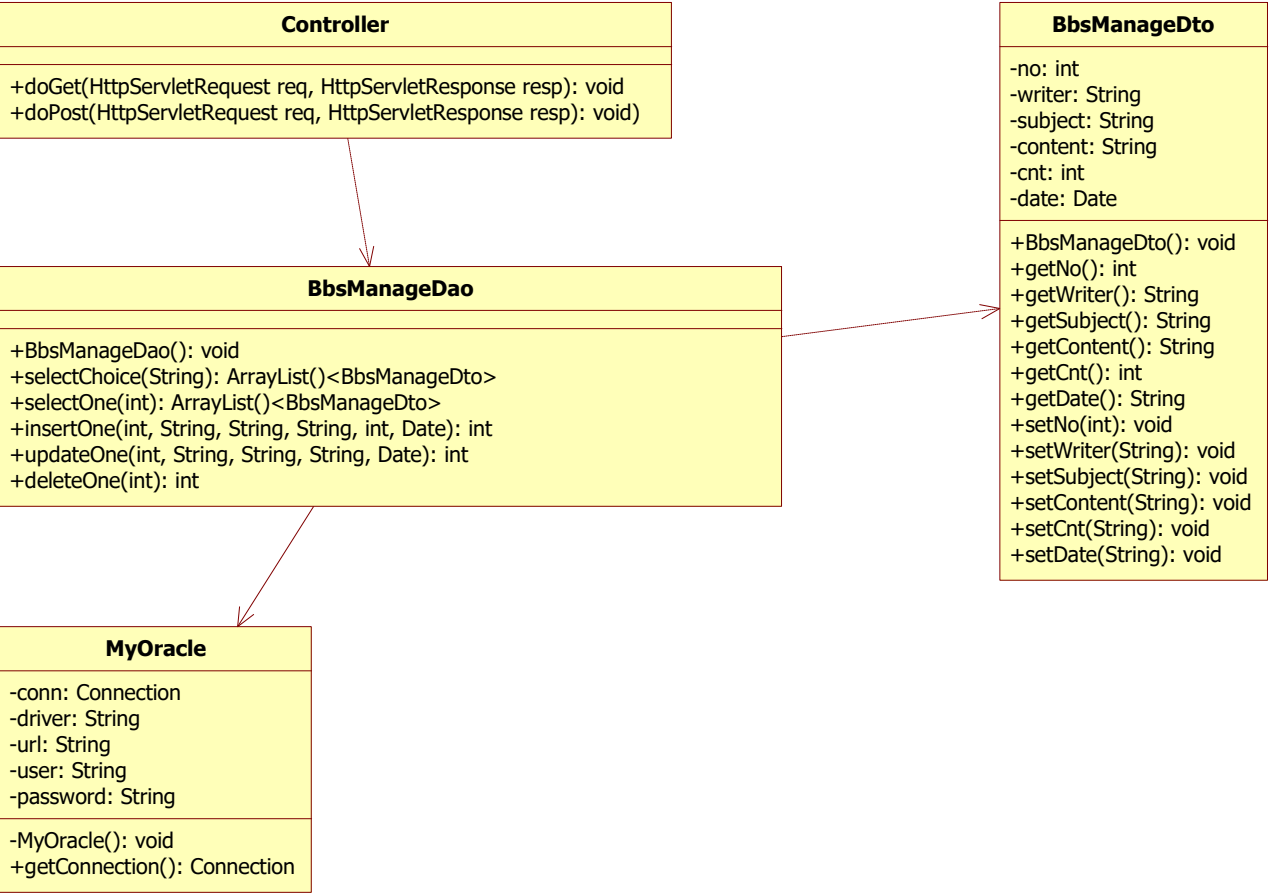 Controller
+doGet(HttpServletRequest req, HttpServletResponse resp): void
+doPost(HttpServletRequest req, HttpServletResponse resp): void)
BbsManageDto
-no: int
-writer: String
-subject: String
-content: String
-cnt: int
-date: Date
+BbsManageDto(): void
+getNo(): int
+getWriter(): String
+getSubject(): String
+getContent(): String
+getCnt(): int
+getDate(): String
+setNo(int): void
+setWriter(String): void
+setSubject(String): void
+setContent(String): void
+setCnt(String): void
+setDate(String): void
BbsManageDao
+BbsManageDao(): void
+selectChoice(String): ArrayList()<BbsManageDto>
+selectOne(int): ArrayList()<BbsManageDto>
+insertOne(int, String, String, String, int, Date): int
+updateOne(int, String, String, String, Date): int
+deleteOne(int): int
MyOracle
-conn: Connection
-driver: String
-url: String
-user: String
-password: String
-MyOracle(): void
+getConnection(): Connection